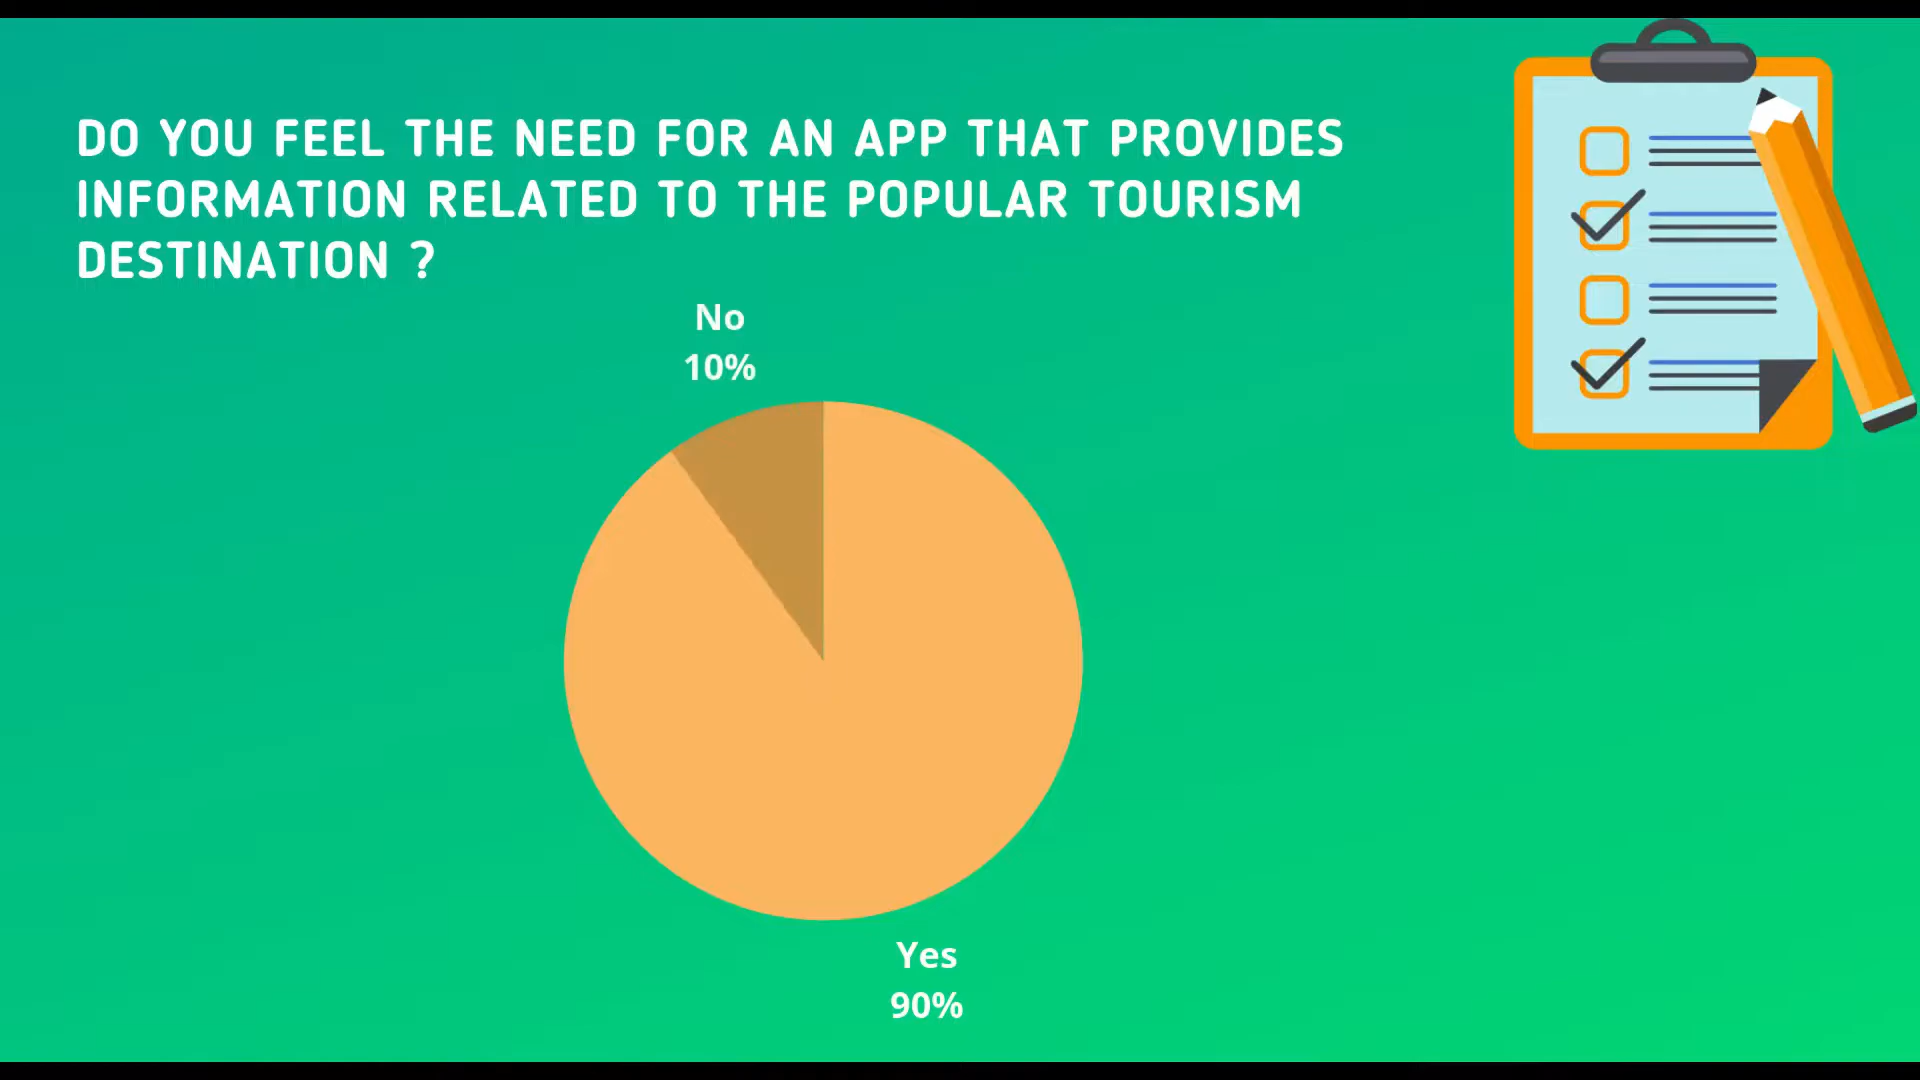 DO YOU FEEL THE NEED FOR AN APP THAT PROVIDES
INFORMATION RELATED TO THE POPULAR TOURISM
DESTINATION ?
No
10%
Yes
90%